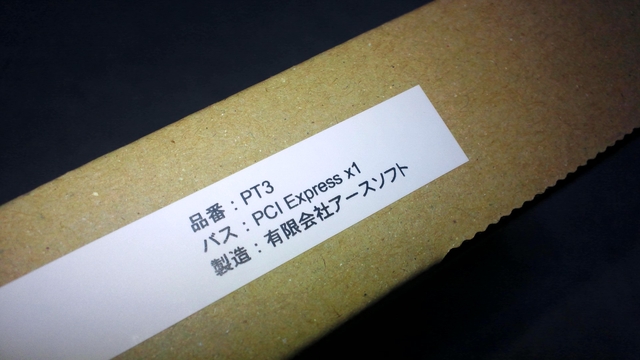 品番：PT3
バス：PCI Express x1
製造：有限会社アースソフト